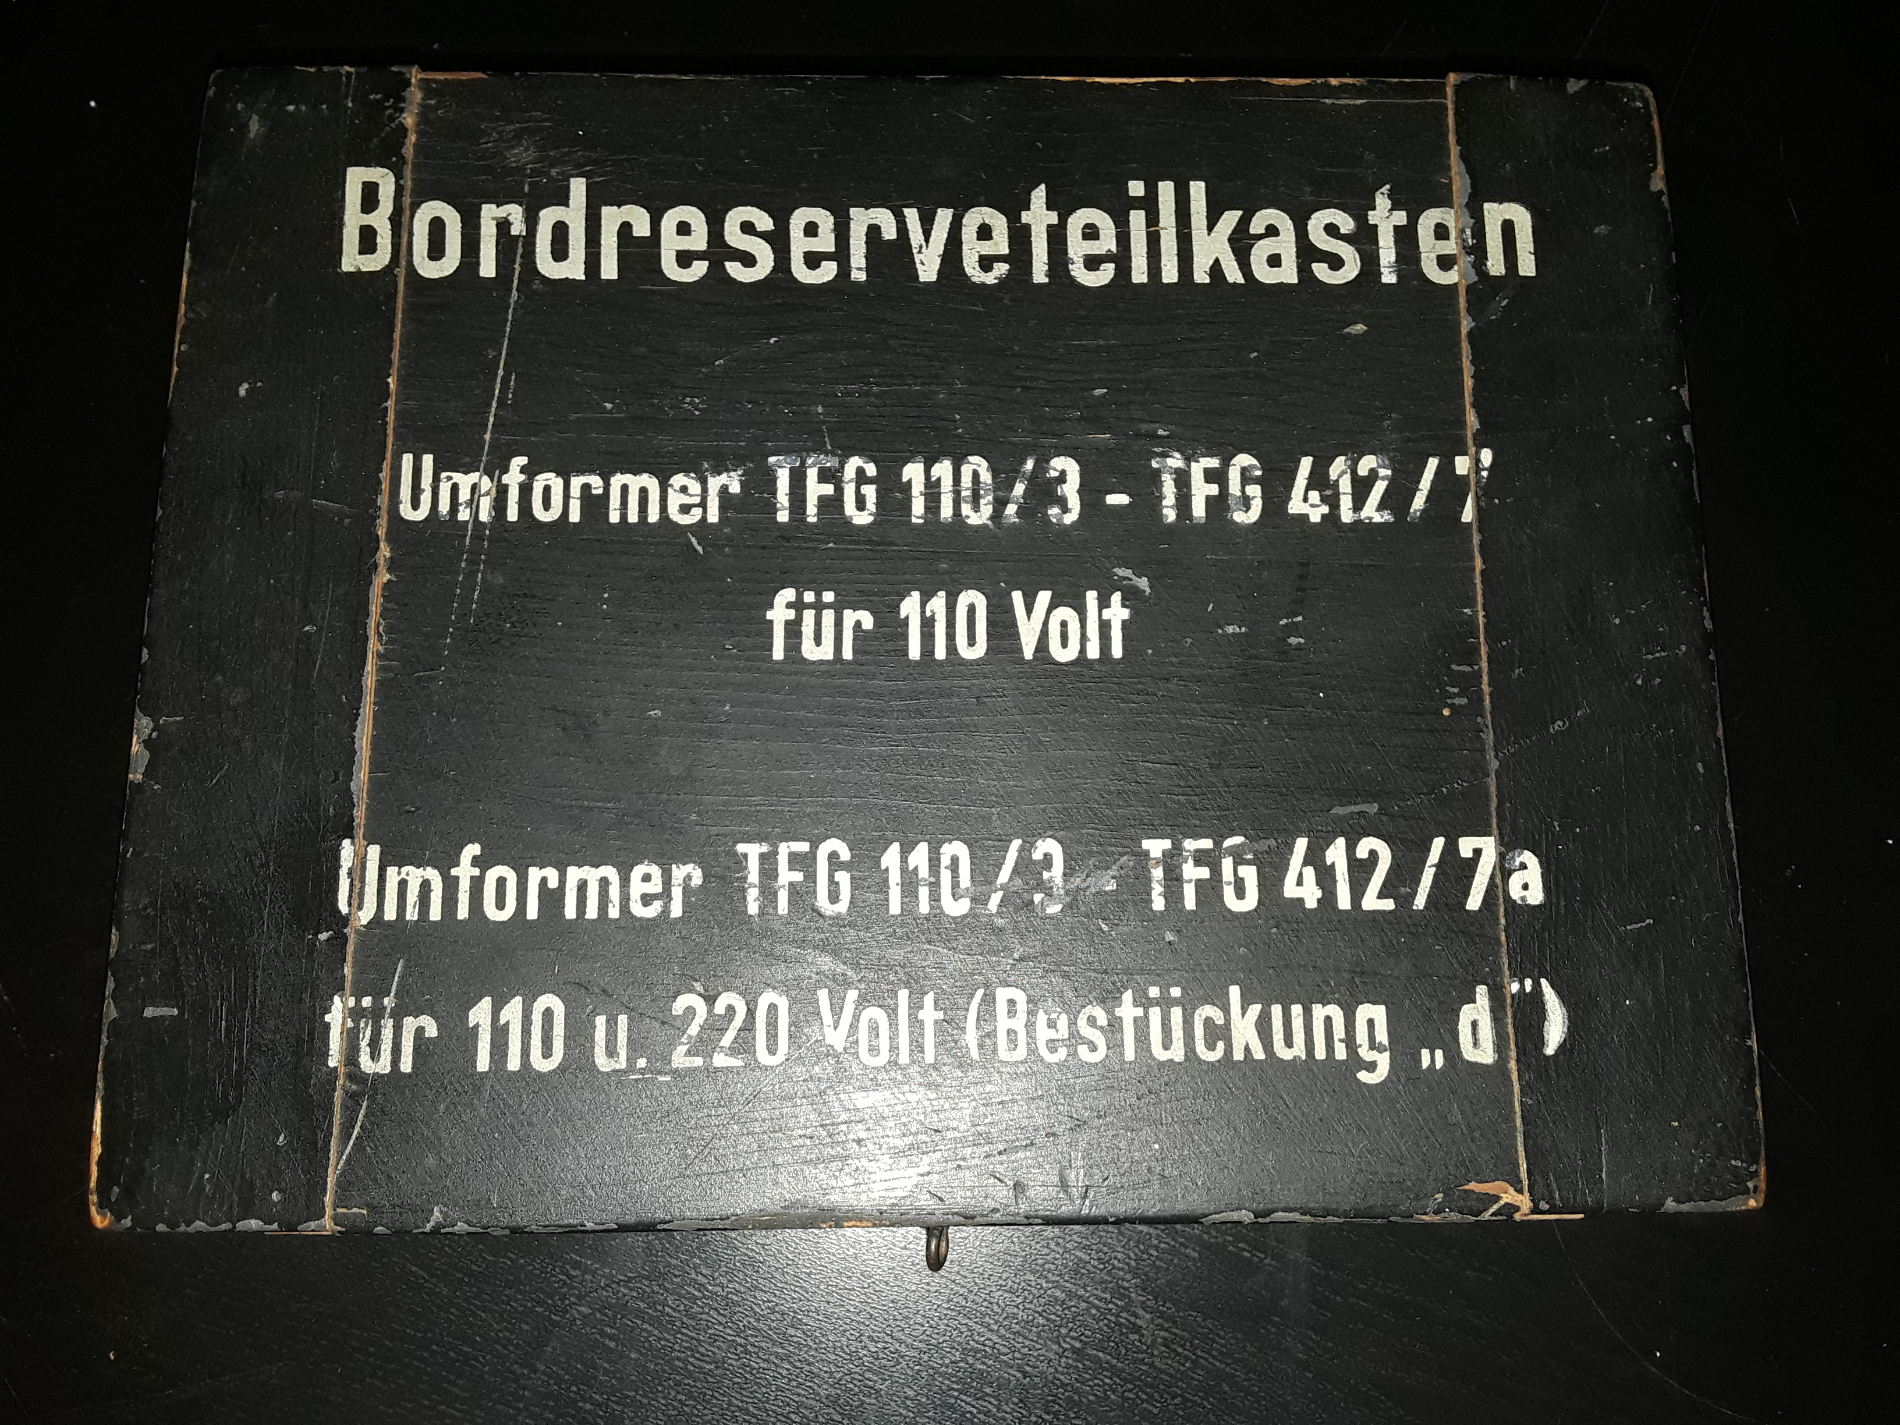 Bordreserveteilkasten
Umformer TFG 110/3 - TFG 412/7
für 110 Volt
Umformer TFG 110/3 - TFG 412/7a
für 110 u. 220 Volt (Bestückung „d")